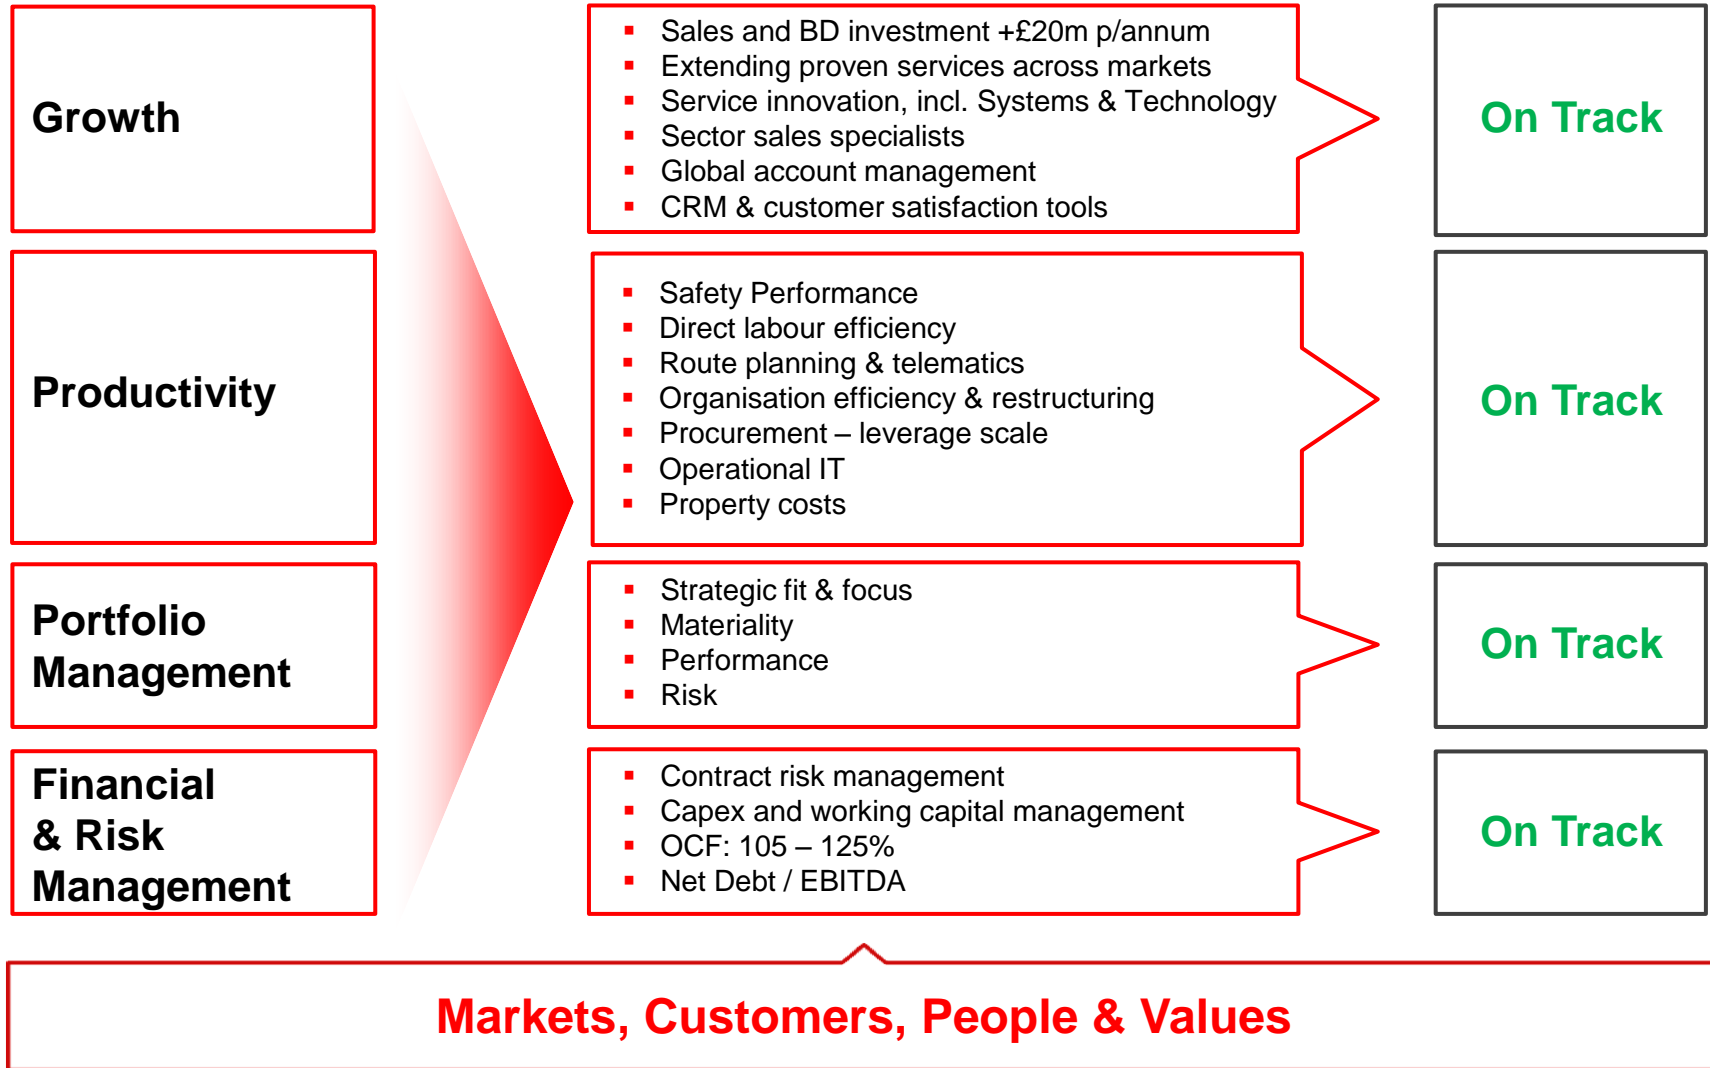 Growth
Sales and BD investment +£20m p/annum
Extending proven services across markets
Service innovation, incl. Systems & Technology
Sector sales specialists
Global account management
CRM & customer satisfaction tools
On Track
Productivity
Safety Performance
Direct labour efficiency
Route planning & telematics
Organisation efficiency & restructuring
Procurement – leverage scale
Operational IT
Property costs
On Track
Portfolio
Management
Strategic fit & focus
Materiality
Performance
Risk
On Track
Financial
& Risk
Management
Contract risk management
Capex and working capital management
OCF: 105 – 125%
Net Debt / EBITDA
On Track
Markets, Customers, People & Values